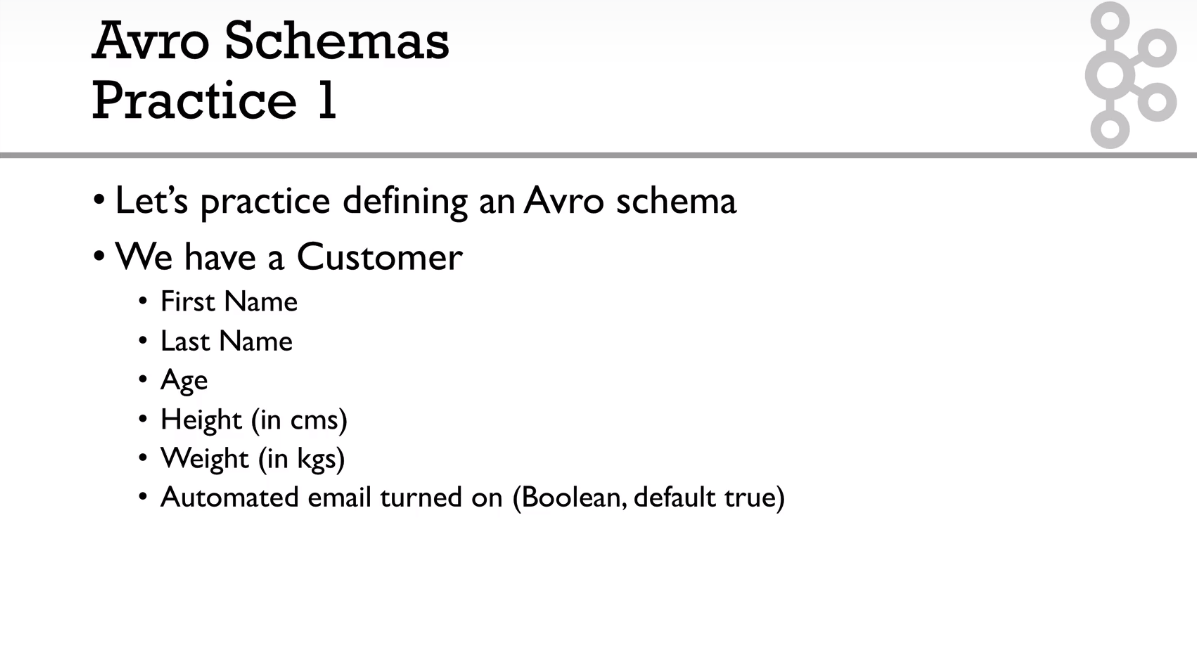 Avro Schemas
Practice 1
• Let’s practice defining an Avro schema
• We have a Customer
• First Name
• Last Name
• Age
• Height (in cms)
• Weight (in kgs)
• Automated email turned on (Boolean, default true)